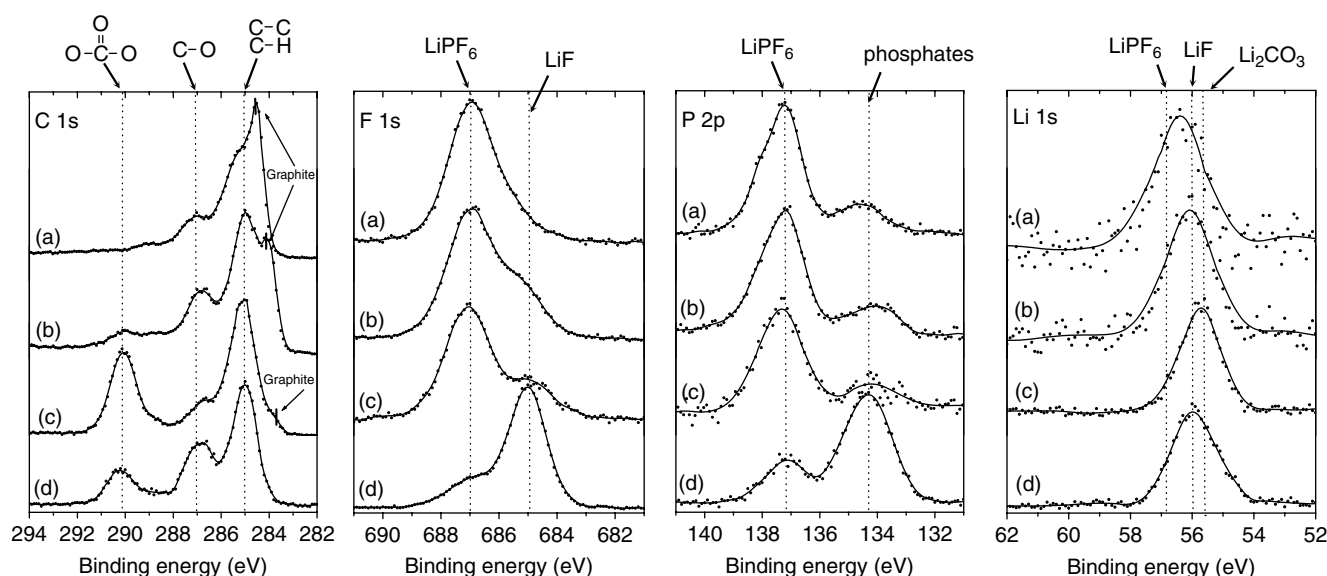 O
O–C–O
C–O
C–C
C–H
LiPF6
LiF
LiPF6
phosphates
LiPF6
LiF
Li2CO3
C 1s
Graphite
(a)
(b)
Graphite
(c)
(d)
294 292 290 288 286 284 282
Binding energy (eV)
F 1s
(a)
(b)
(c)
(d)
690 688 686 684 682
Binding energy (eV)
P 2p
(a)
(b)
(c)
(d)
140 138 136 134 132
Binding energy (eV)
Li 1s
(a)
(b)
(c)
(d)
62 60 58 56 54 52
Binding energy (eV)